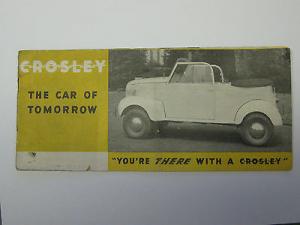 CROSLEY
THE CAR OF
TOMORROW
"YOU'RE THERE WITH A CROSLEY"